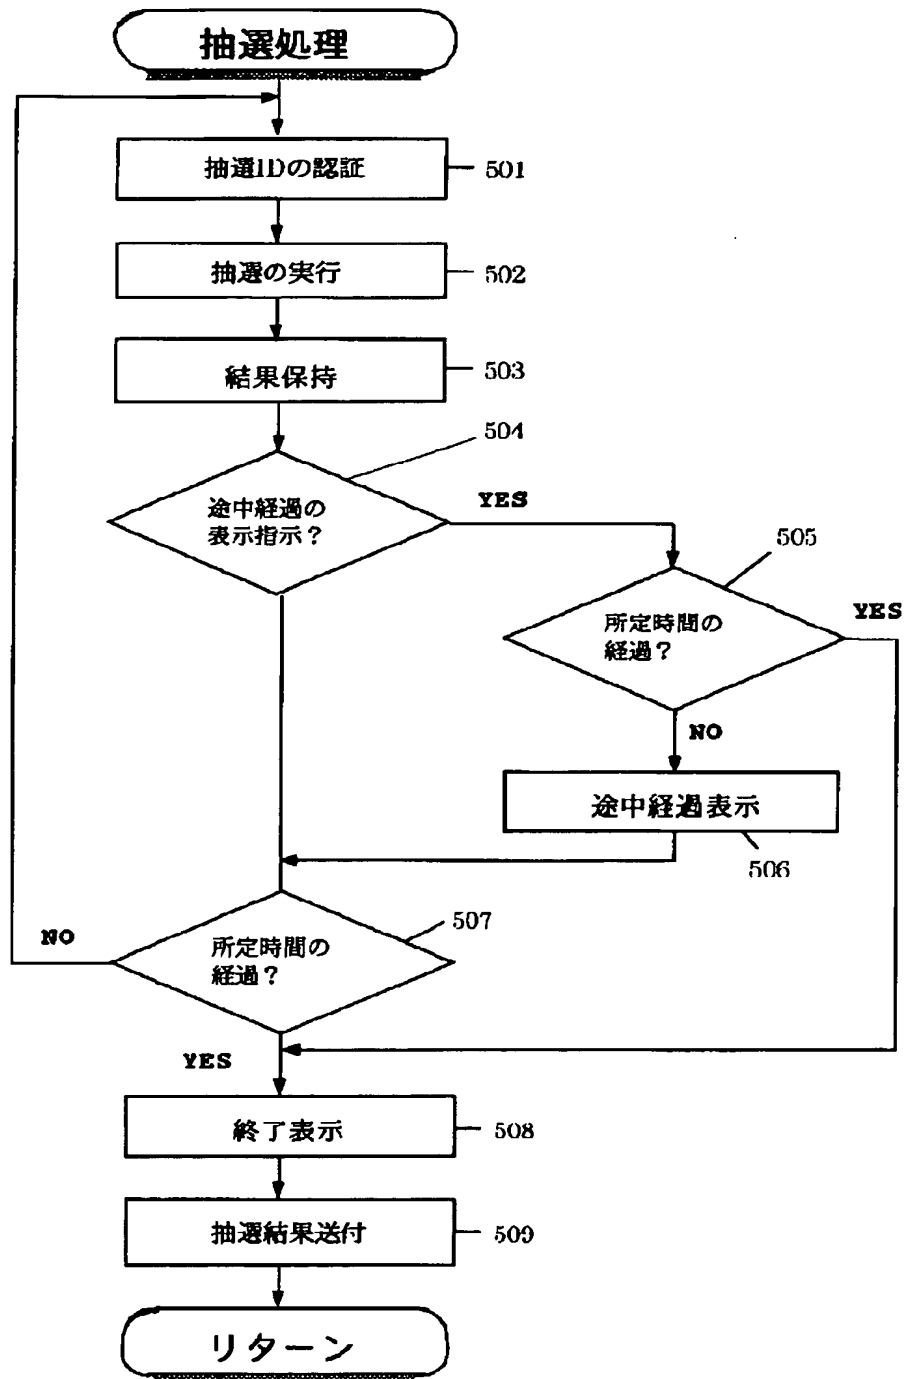 抽選処理
抽選IDの認証
501
抽選の実行
502
結果保持
503
504
途中経過の
表示指示？
YES
505
所定時間の
経過？
YES
NO
途中経過表示
506
507
所定時間の
経過？
NO
YES
終了表示
508
抽選結果送付
509
リターン